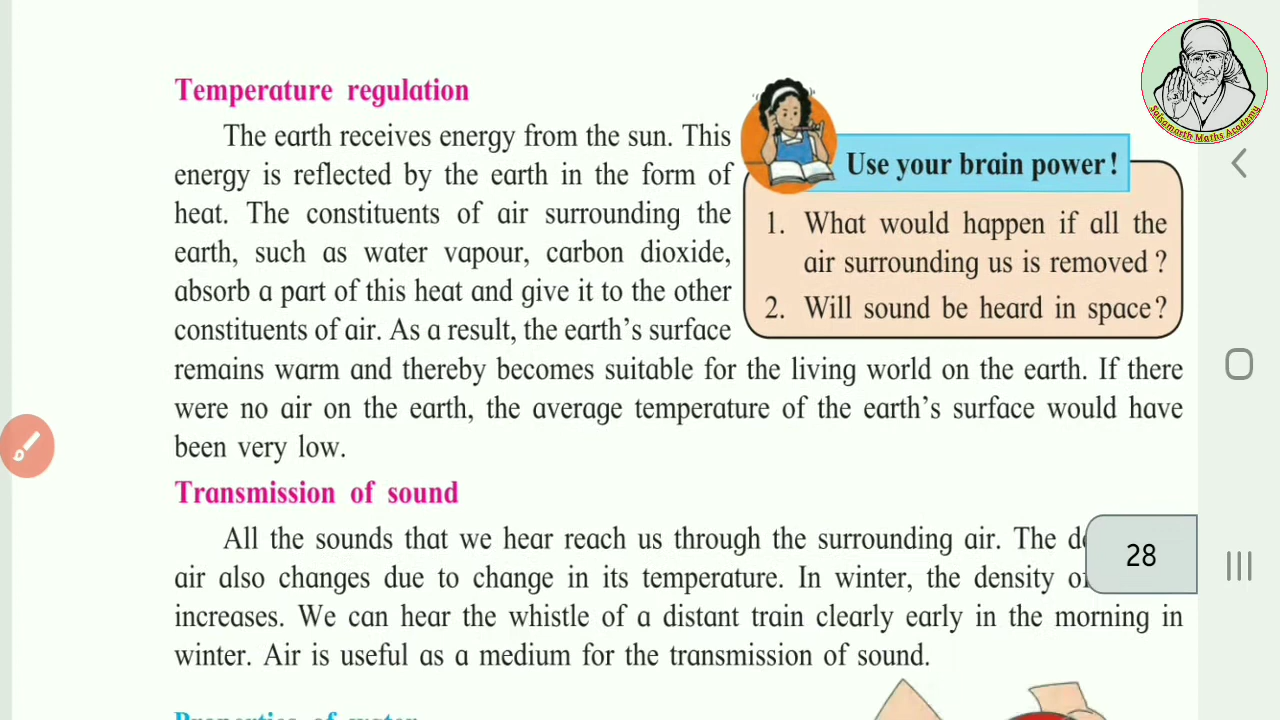 Saisamarth Maths Academy
Temperature regulation
The earth receives energy from the sun. This
energy is reflected by the earth in the form of
heat. The constituents of air surrounding the
earth, such as water vapour, carbon dioxide,
absorb a part of this heat and give it to the other
constituents of air. As a result, the earth's surface
remains warm and thereby becomes suitable for the living world on the earth. If there
were no air on the earth, the average temperature of the earth's surface would have
been very low.
Use your brain power!
1. What would happen if all the
air surrounding us is removed ?
2. Will sound be heard in space?
Transmission of sound
All the sounds that we hear reach us through the surrounding air. The
air also changes due to change in its temperature. In winter, the density
increases. We can hear the whistle of a distant train clearly early in the morning in
winter. Air is useful as a medium for the transmission of sound.
28
Properties of water